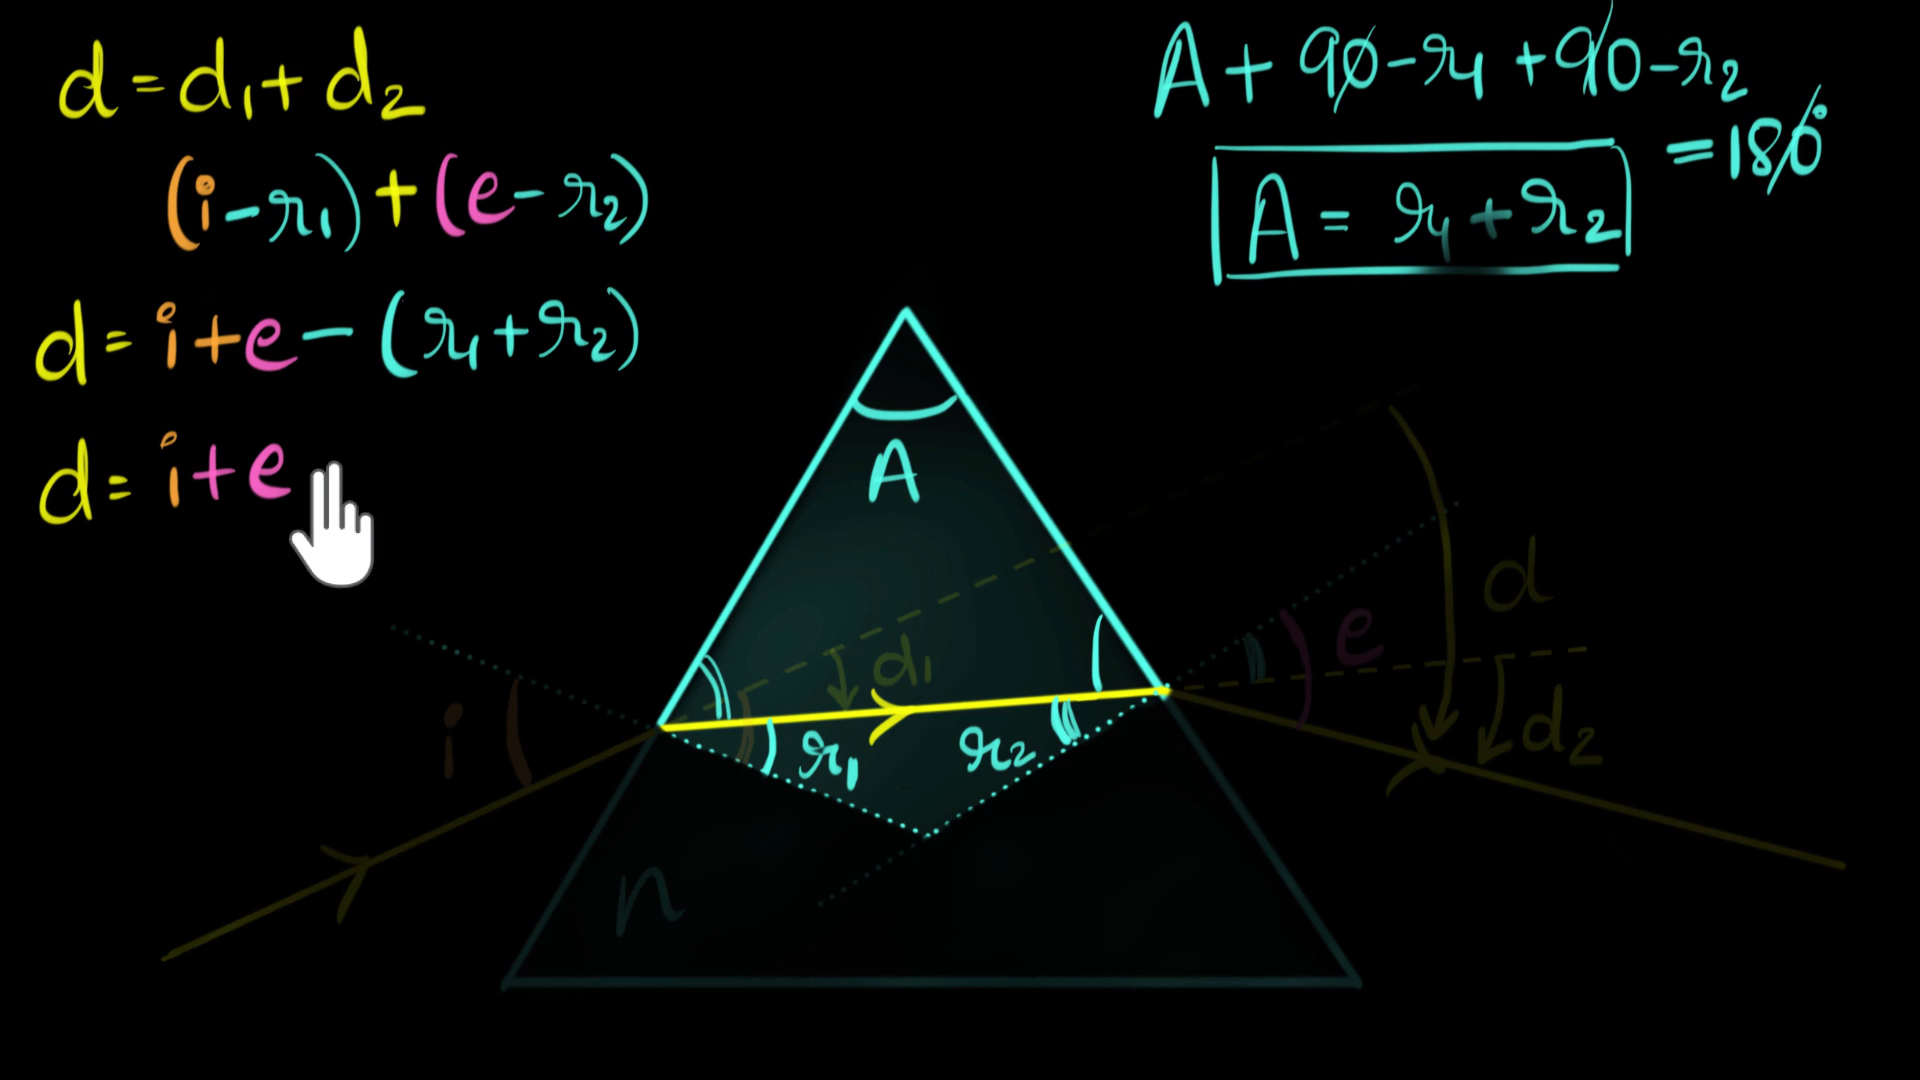 d = d₁ + d₂
(i - r₁) + (e - r₂)
d = i + e - (r₁ + r₂)
d = i + e
A + 90 - r₁ + 90 - r₂
= 180°
A = r₁ + r₂
A
d
e
d₁
i
r₁
r₂
d₂
n